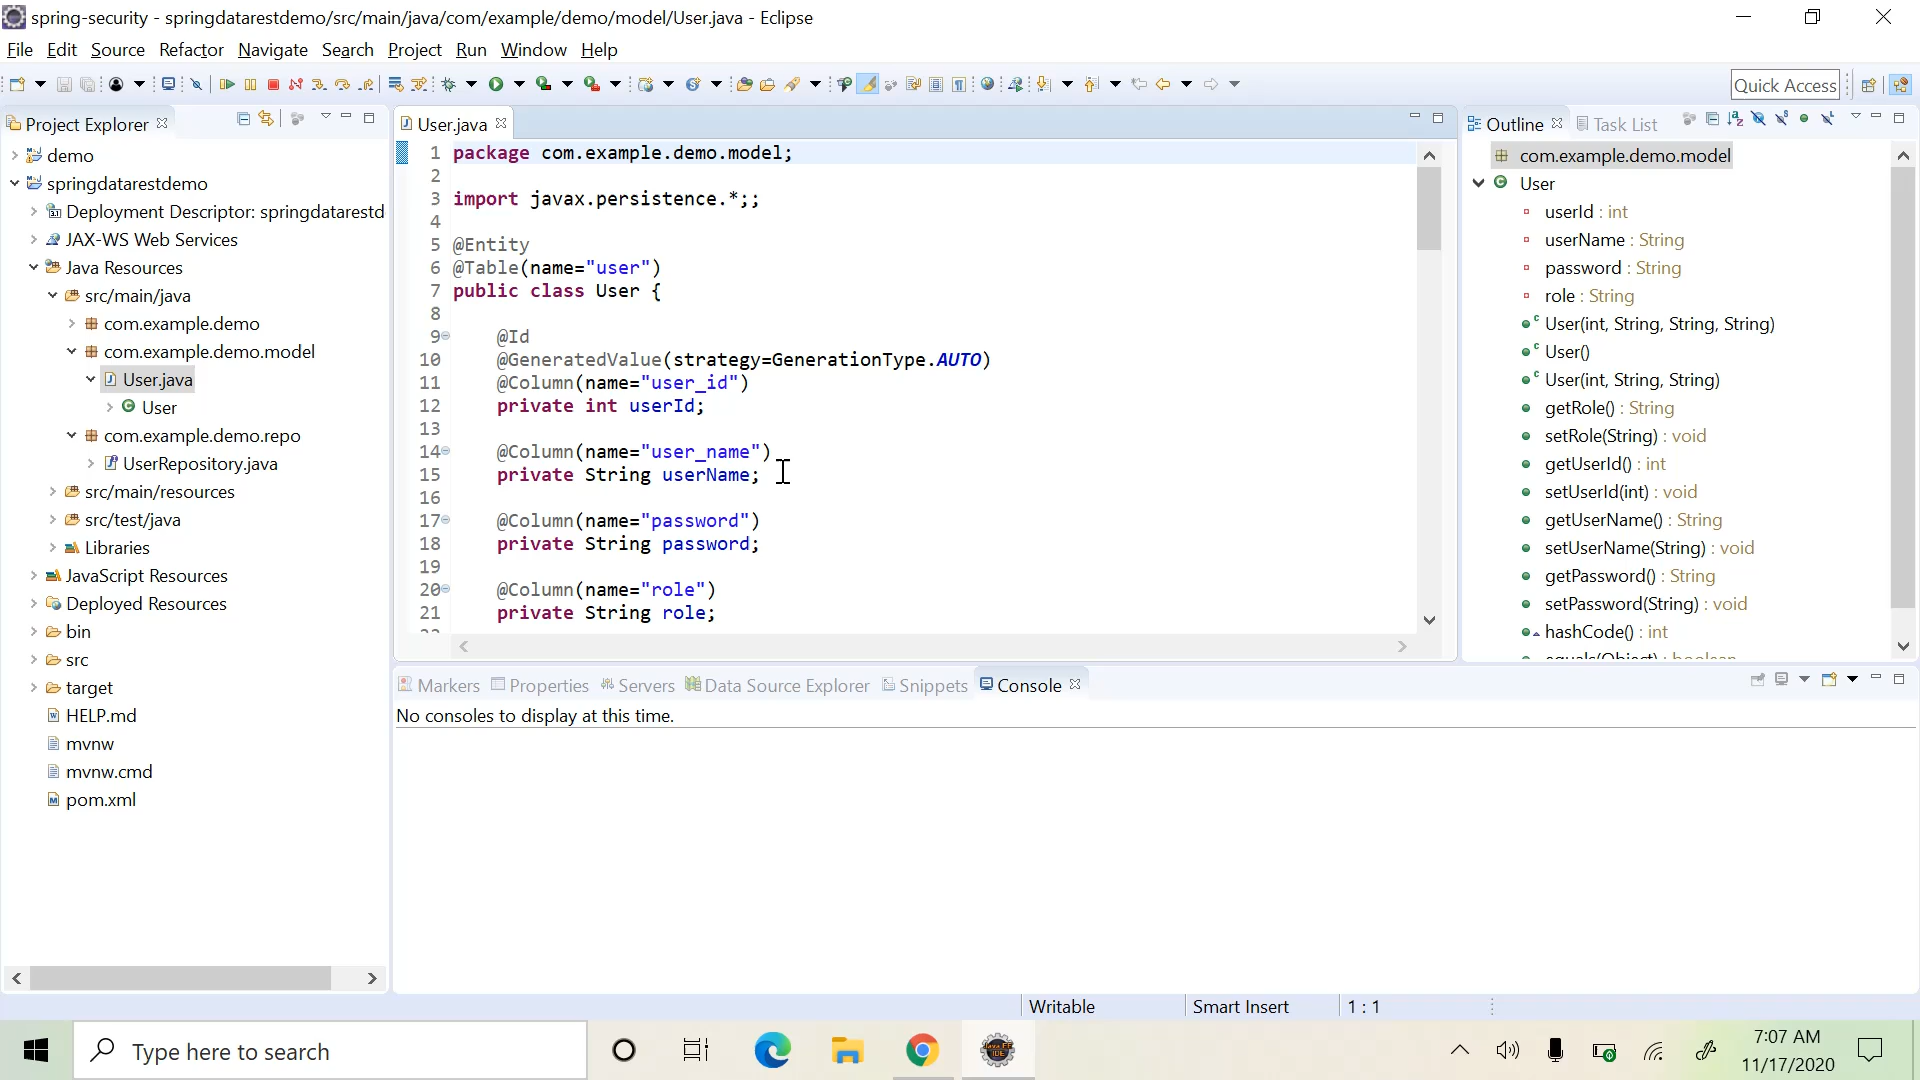 spring-security - springdatarestdemo/src/main/java/com/example/demo/model/User.java - Eclipse
File Edit Source Refactor Navigate Search Project Run Window Help
Quick Access
Project Explorer
demo
springdatarestdemo
Deployment Descriptor: springdatarestd
JAX-WS Web Services
Java Resources
src/main/java
com.example.demo
com.example.demo.model
User.java
User
com.example.demo.repo
UserRepository.java
src/main/resources
src/test/java
Libraries
JavaScript Resources
Deployed Resources
bin
src
target
HELP.md
mvnw
mvnw.cmd
pom.xml
User.java
1 package com.example.demo.model;
2
3 import javax.persistence.*;;
4
5 @Entity
6 @Table(name="user")
7 public class User {
8
9 @Id
10 @GeneratedValue(strategy=GenerationType.AUTO)
11 @Column(name="user_id")
12 private int userId;
13
14 @Column(name="user_name")
15 private String userName;
16
17 @Column(name="password")
18 private String password;
19
20 @Column(name="role")
21 private String role;
Outline Task List
com.example.demo.model
User
userId : int
userName : String
password : String
role : String
User(int, String, String, String)
User()
User(int, String, String)
getRole() : String
setRole(String) : void
getUserId() : int
setUserId(int) : void
getUserName() : String
setUserName(String) : void
getPassword() : String
setPassword(String) : void
hashCode() : int
equals(Object) : boolean
Markers Properties Servers Data Source Explorer Snippets Console
No consoles to display at this time.
Writable Smart Insert 1 : 1
Type here to search
7:07 AM
11/17/2020